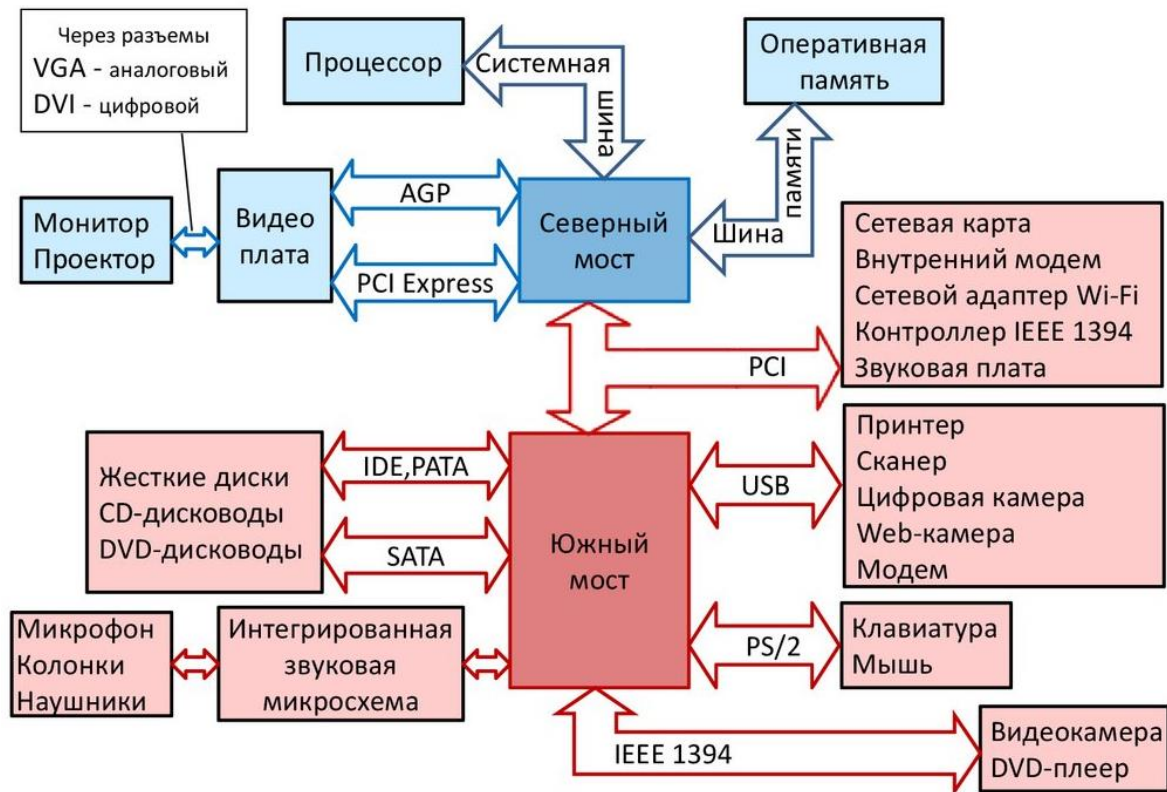 Через разъемы
VGA - аналоговый
DVI - цифровой
Процессор
Системная
шина
Оперативная
память
Монитор
Проектор
Видео
плата
AGP
PCI Express
Северный
мост
Шина
памяти
Сетевая карта
Внутренний модем
Сетевой адаптер Wi-Fi
Контроллер IEEE 1394
Звуковая плата
PCI
Жесткие диски
CD-дисководы
DVD-дисководы
IDE,PATA
SATA
Южный
мост
USB
Принтер
Сканер
Цифровая камера
Web-камера
Модем
Микрофон
Колонки
Наушники
Интегрированная
звуковая
микросхема
PS/2
Клавиатура
Мышь
IEEE 1394
Видеокамера
DVD-плеер